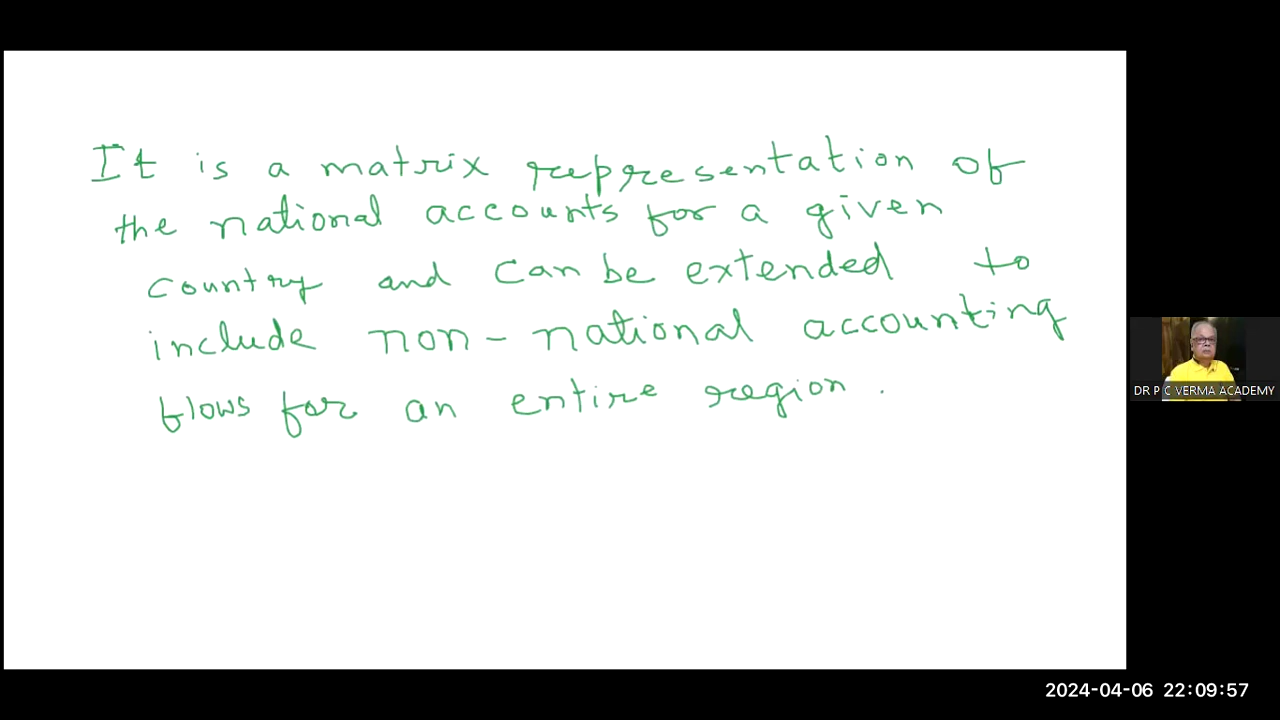 It is a matrix representation of
the national accounts for a given
country and can be extended to
include non-national accounting
flows for an entire region.
DR P C VERMA ACADEMY
2024-04-06 22:09:57